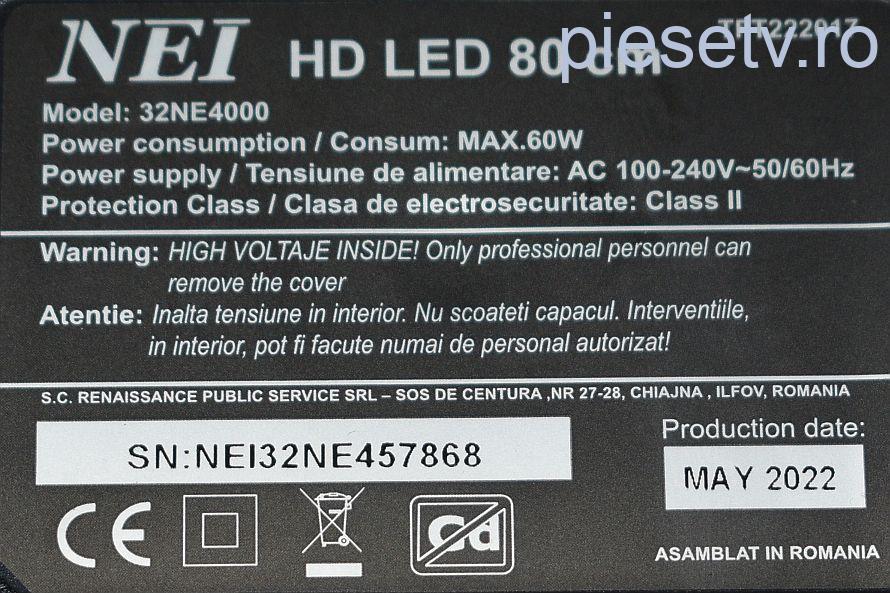 NEI HD LED 80 cm
piesetv.ro
Model: 32NE4000
Power consumption / Consum: MAX.60W
Power supply / Tensiune de alimentare: AC 100-240V~50/60Hz
Protection Class / Clasa de electrosecuritate: Class II
Warning: HIGH VOLTAJE INSIDE! Only professional personnel can
remove the cover
Atentie: Inalta tensiune in interior. Nu scoateti capacul. Interventiile,
in interior, pot fi facute numai de personal autorizat!
S.C. RENAISSANCE PUBLIC SERVICE SRL – SOS DE CENTURA ,NR 27-28, CHIAJNA , ILFOV, ROMANIA
Production date:
SN:NEI32NE457868
MAY 2022
CE
Cd
ASAMBLAT IN ROMANIA